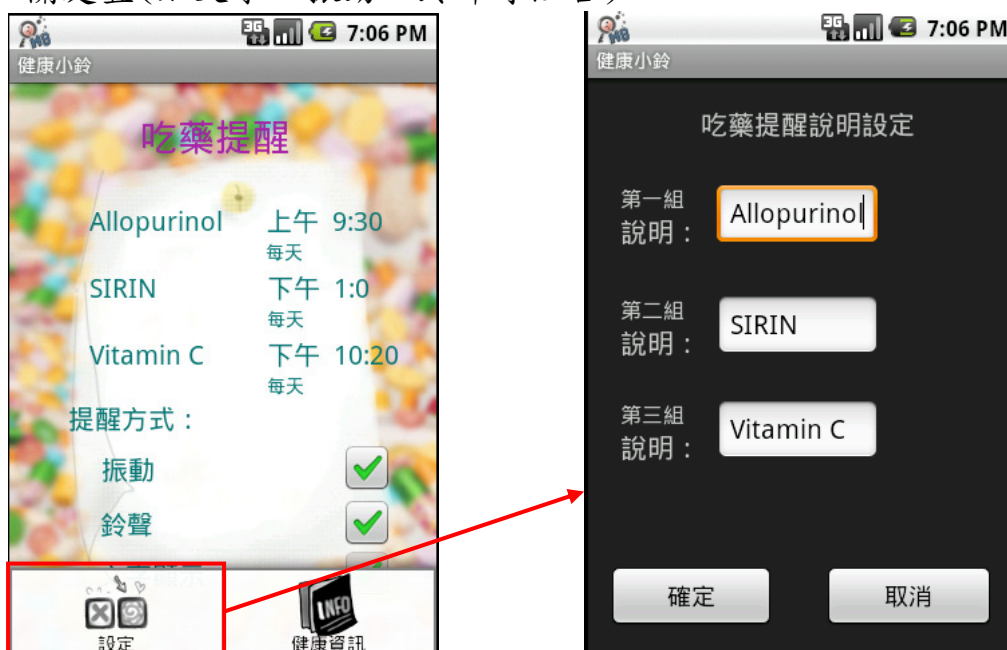 7:06 PM
健康小鈴
吃藥提醒
Allopurinol 上午 9:30
每天
SIRIN 下午 1:0
每天
Vitamin C 下午 10:20
每天
提醒方式：
振動
鈴聲
INFO
設定
健康資訊
7:06 PM
健康小鈴
吃藥提醒說明設定
第一組
說明： Allopurinol
第二組
說明： SIRIN
第三組
說明： Vitamin C
確定 取消